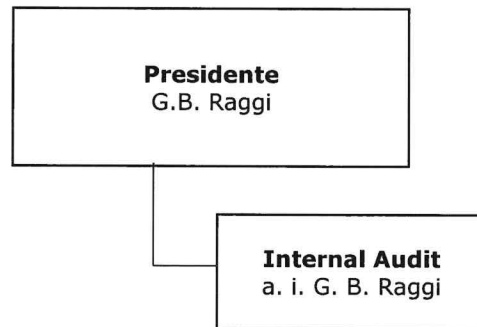 Presidente
G.B. Raggi
Internal Audit
a. i. G. B. Raggi